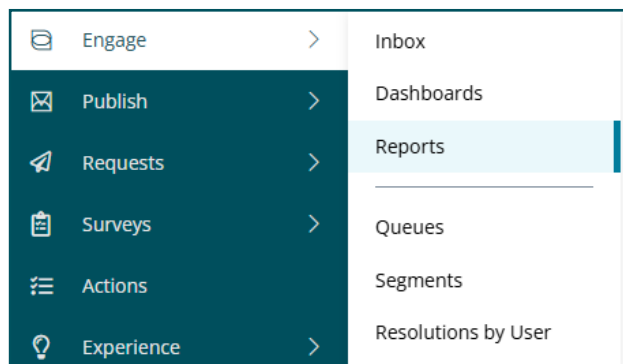 Engage
Publish
Requests
Surveys
Actions
Experience
Inbox
Dashboards
Reports
Queues
Segments
Resolutions by User